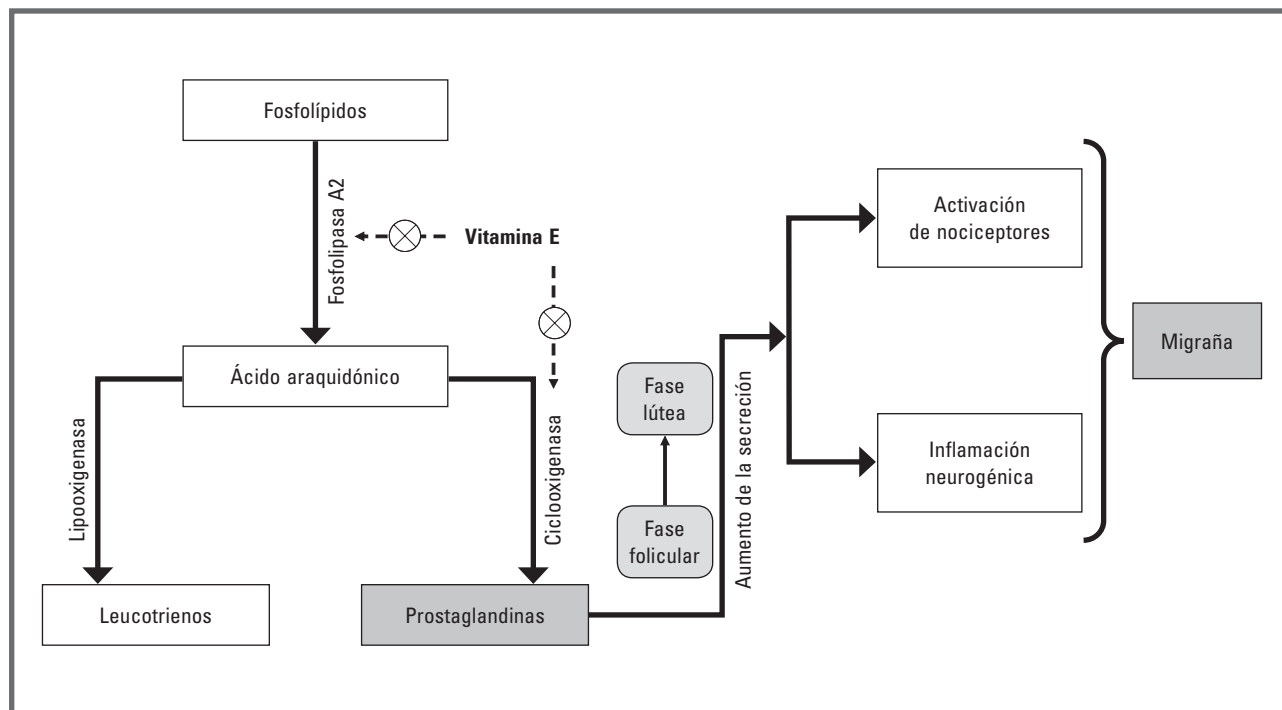 Fosfolípidos
Fosfolipasa A2
Vitamina E
Ácido araquidónico
Lipooxigenasa
Ciclooxigenasa
Leucotrienos
Prostaglandinas
Fase
lútea
Fase
folicular
Aumento de la secreción
Activación
de nociceptores
Inflamación
neurogénica
Migraña